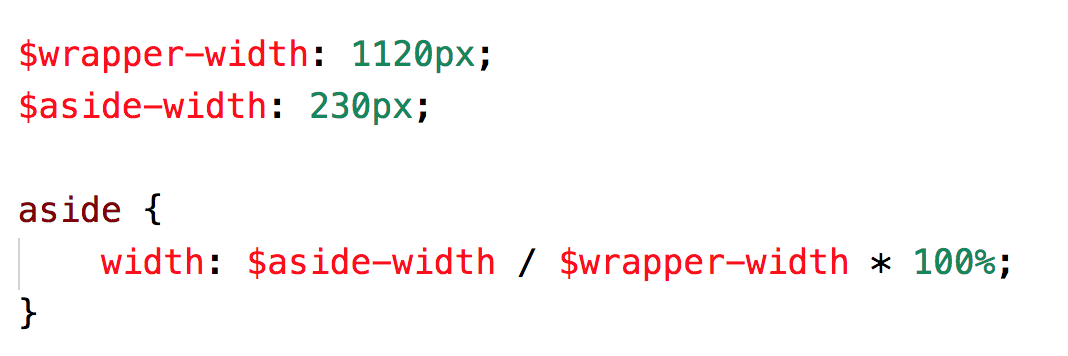 $wrapper-width: 1120px;
$aside-width: 230px;
aside {
    width: $aside-width / $wrapper-width * 100%;
}